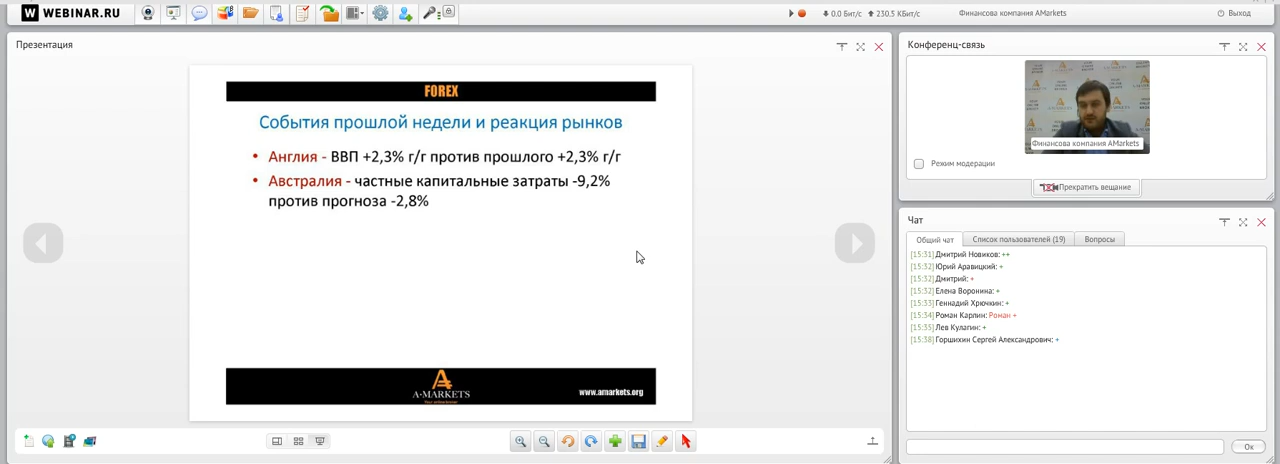 W WEBINAR.RU
0.0 Бит/с 230.5 КБит/с
Финансова компания AMarkets
Выход
Презентация
FOREX
События прошлой недели и реакция рынков
• Англия - ВВП +2,3% г/г против прошлого +2,3% г/г
• Австралия - частные капитальные затраты -9,2%
против прогноза -2,8%
A·MARKETS
www.amarkets.org
Конференц-связь
Финансова компания AMarkets
Режим модерации
Прекратить вещание
Чат
Общий чат
Список пользователей (19)
Вопросы
[15:31] Дмитрий Новиков: ++
[15:32] Юрий Аравицкий: +
[15:32] Дмитрий: +
[15:32] Елена Воронина: +
[15:33] Геннадий Хрючкин: +
[15:34] Роман Карпин: Роман +
[15:35] Лев Кулагин: +
[15:38] Горшихин Сергей Александрович: +
Ок